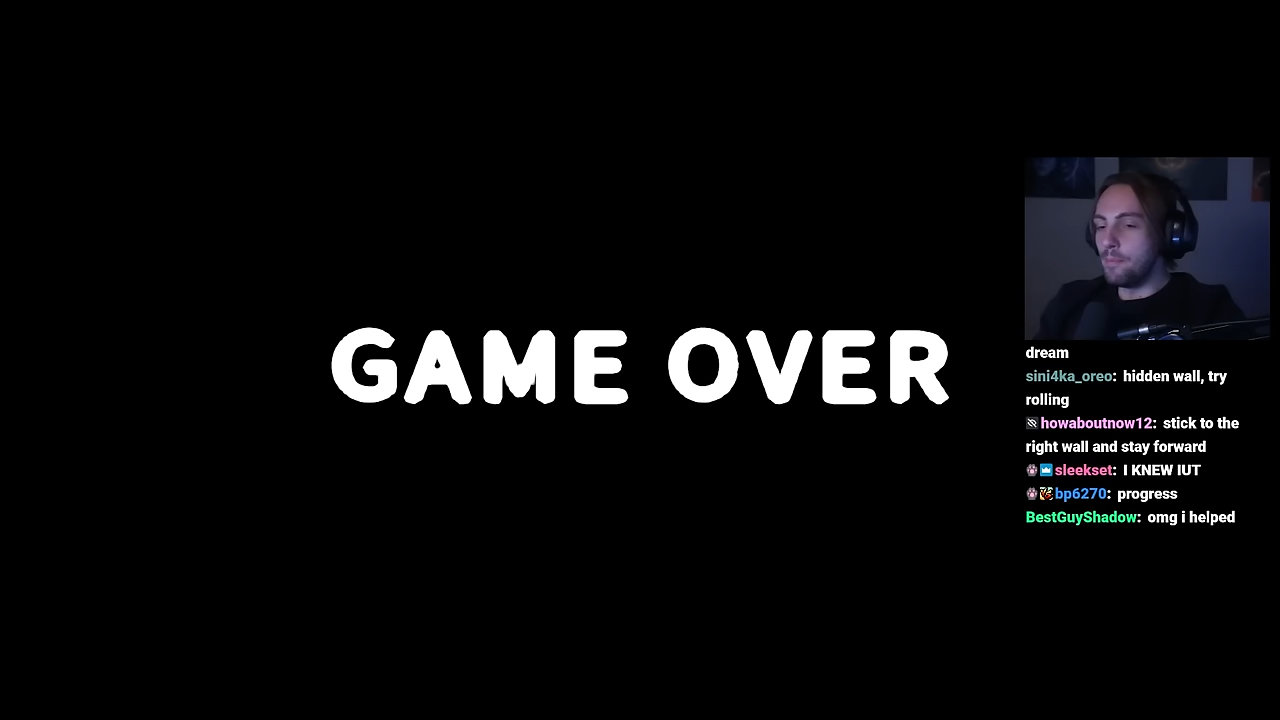 GAME OVER
dream
sini4ka_oreo: hidden wall, try
rolling
howaboutnow12: stick to the
right wall and stay forward
sleekset: I KNEW IUT
bp6270: progress
BestGuyShadow: omg i helped